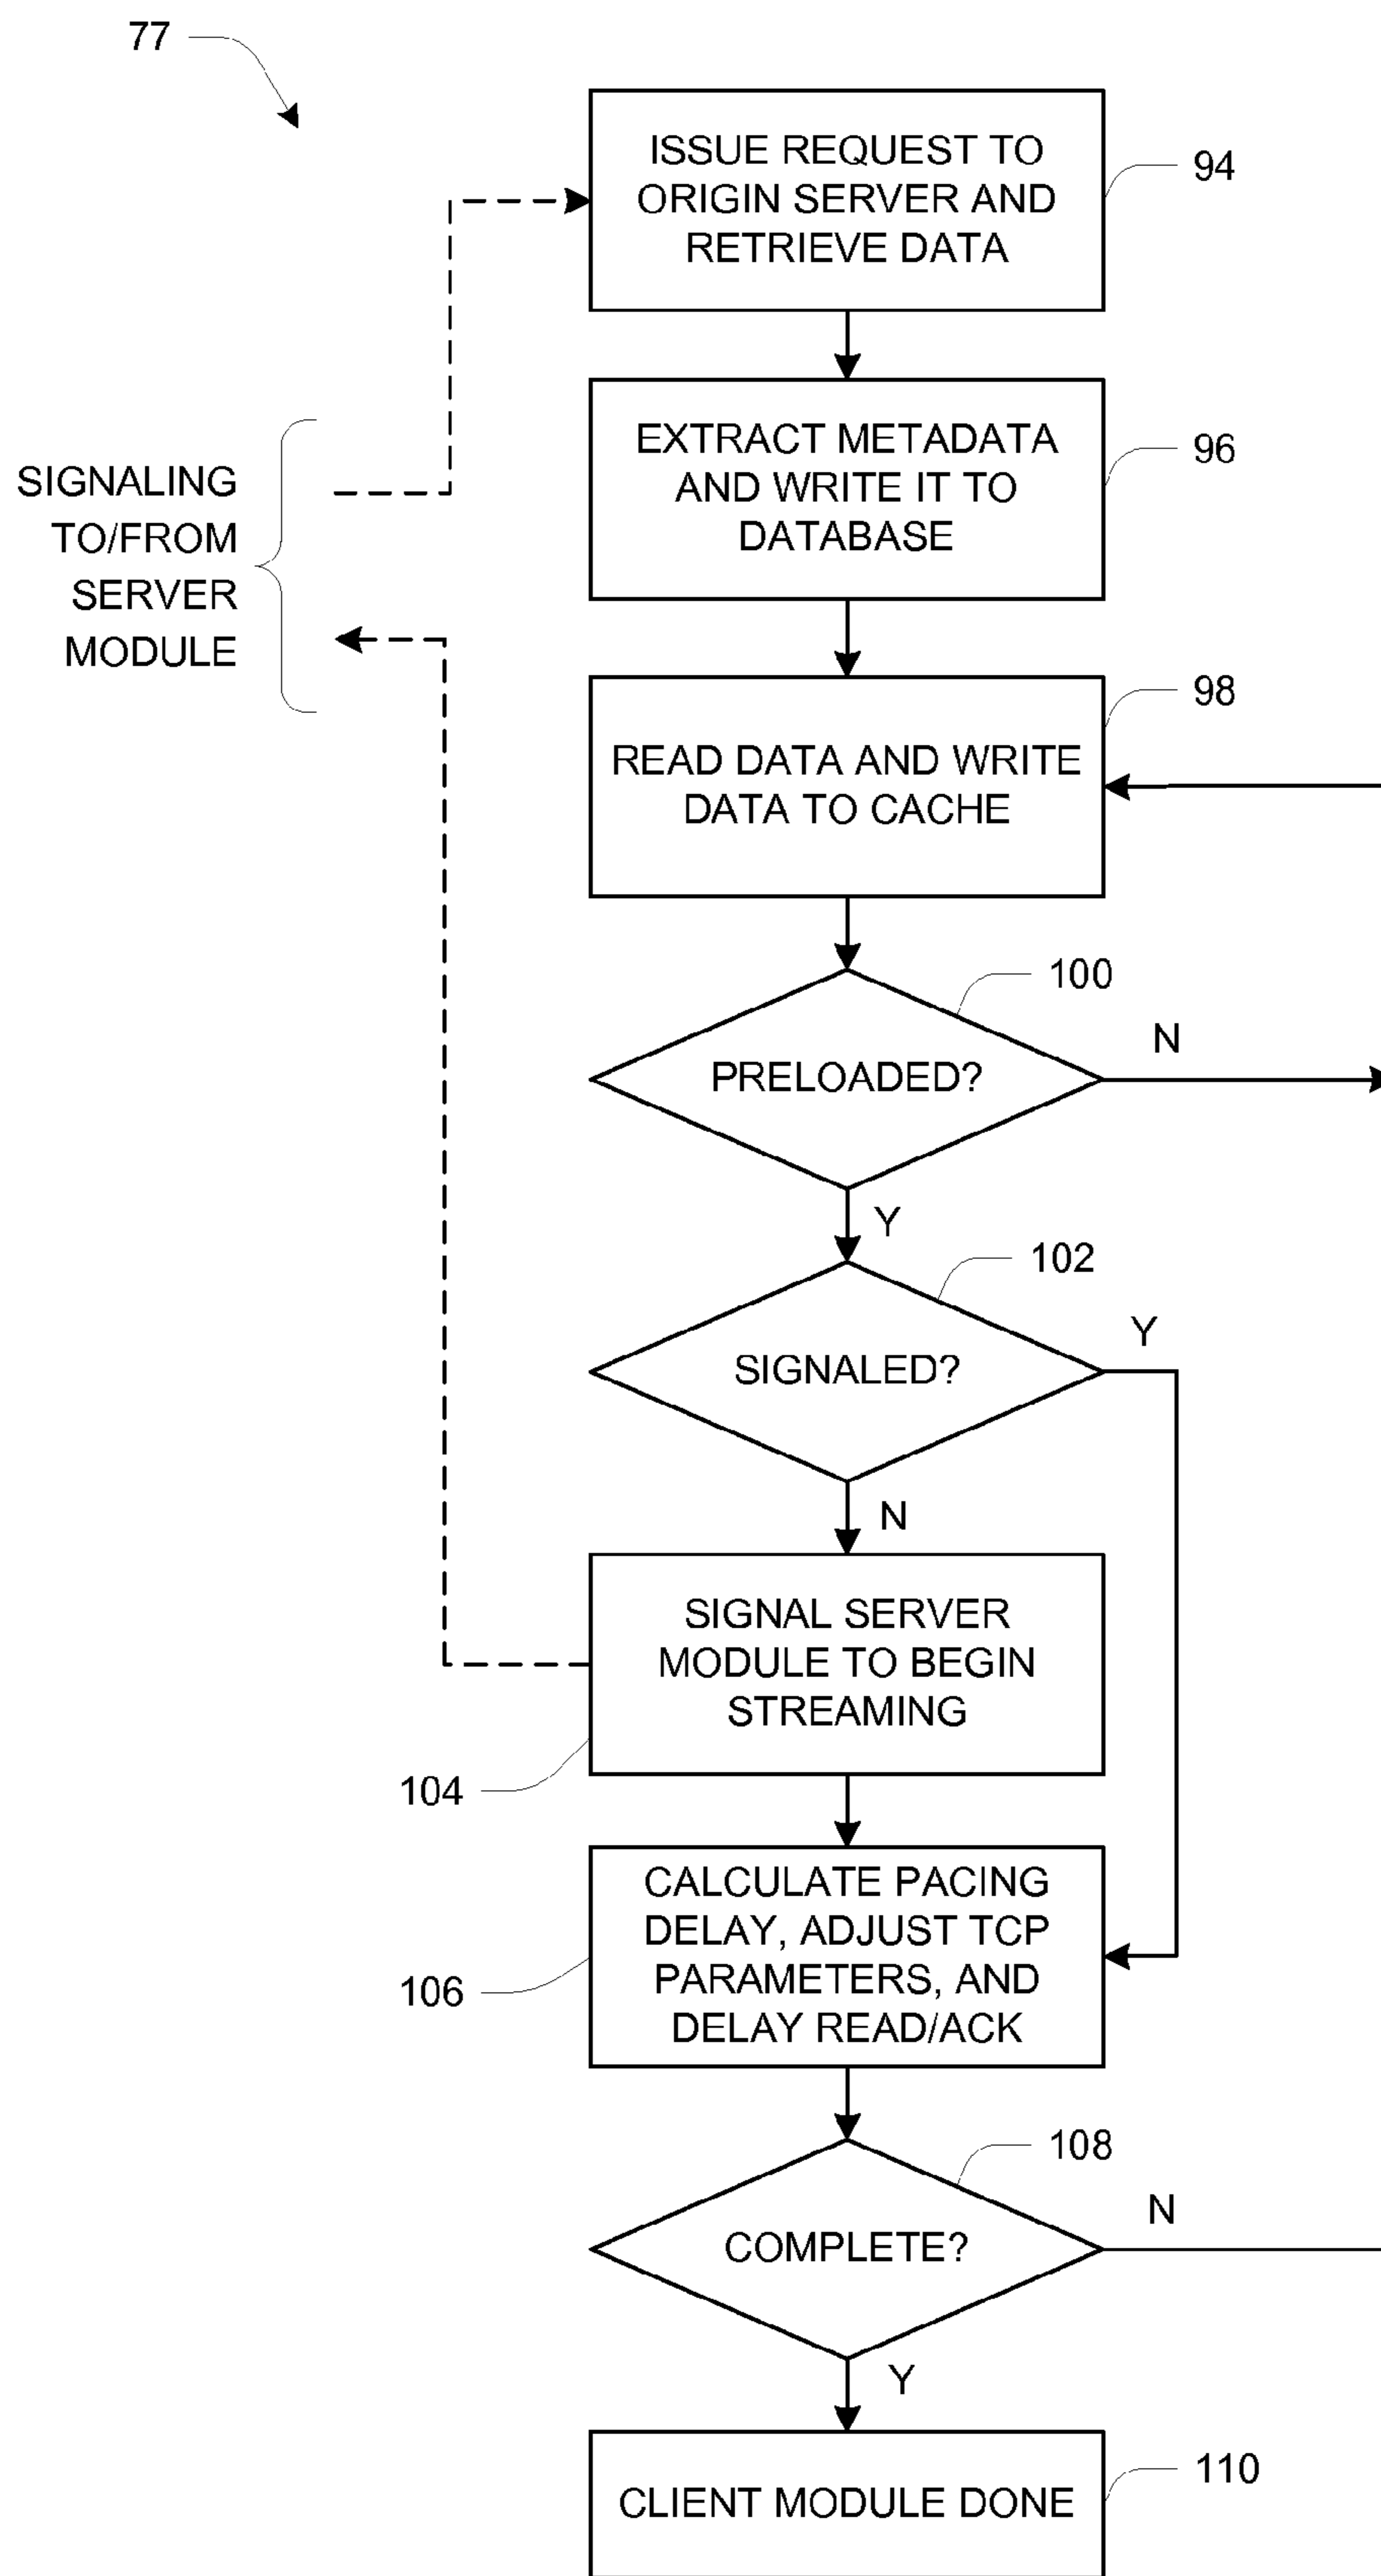 77
ISSUE REQUEST TO
ORIGIN SERVER AND
RETRIEVE DATA
94
EXTRACT METADATA
AND WRITE IT TO
DATABASE
96
SIGNALING
TO/FROM
SERVER
MODULE
READ DATA AND WRITE
DATA TO CACHE
98
PRELOADED?
100
N
Y
SIGNALED?
102
Y
N
SIGNAL SERVER
MODULE TO BEGIN
STREAMING
104
CALCULATE PACING
DELAY, ADJUST TCP
PARAMETERS, AND
DELAY READ/ACK
106
COMPLETE?
108
N
Y
CLIENT MODULE DONE
110